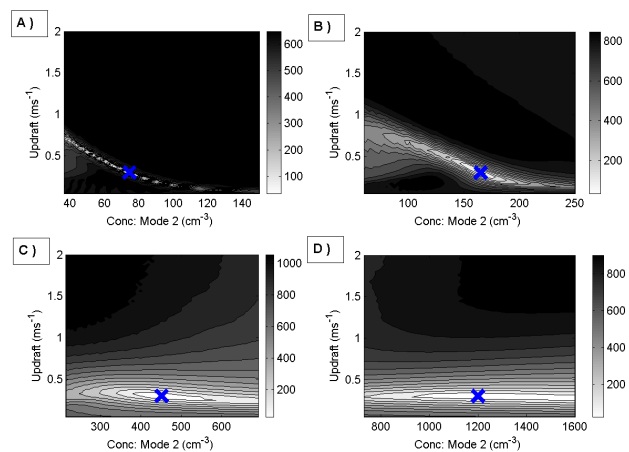 A ) B )
2 600 500 400 300 200 100 2 800 600 400 200
1.5 1.5
1 1
0.5 0.5
Updraft (ms-1) Updraft (ms-1)
40 60 80 100 120 140 100 150 200 250
Conc: Mode 2 (cm-3) Conc: Mode 2 (cm-3)
C ) D )
2 1000 800 600 400 200 2 800 600 400 200
1.5 1.5
1 1
0.5 0.5
Updraft (ms-1) Updraft (ms-1)
300 400 500 600 800 1000 1200 1400 1600
Conc: Mode 2 (cm-3) Conc: Mode 2 (cm-3)